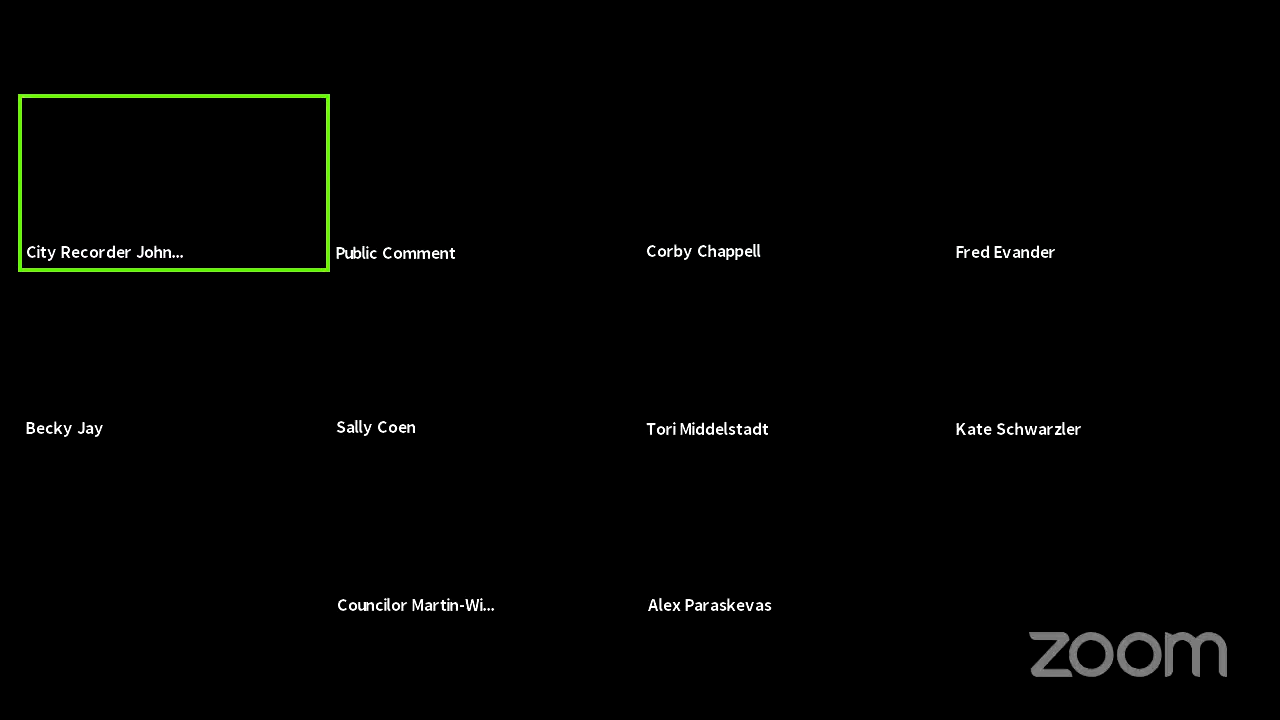 City Recorder John...
Public Comment
Corby Chappell
Fred Evander
Becky Jay
Sally Coen
Tori Middelstadt
Kate Schwarzler
Councilor Martin-Wi...
Alex Paraskevas
zoom